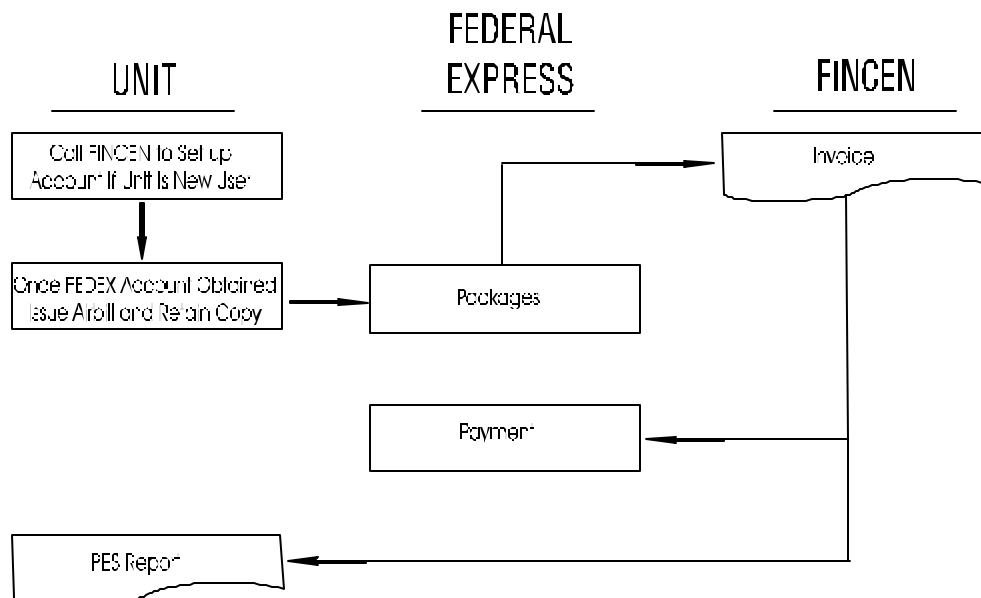 UNIT
FEDERAL
EXPRESS
FINCEN
Call FINCEN to Set up
Account If Unit Is New User
Once FEDEX Account Obtained
Issue Airbill and Retain Copy
Packages
Invoice
Payment
PES Report